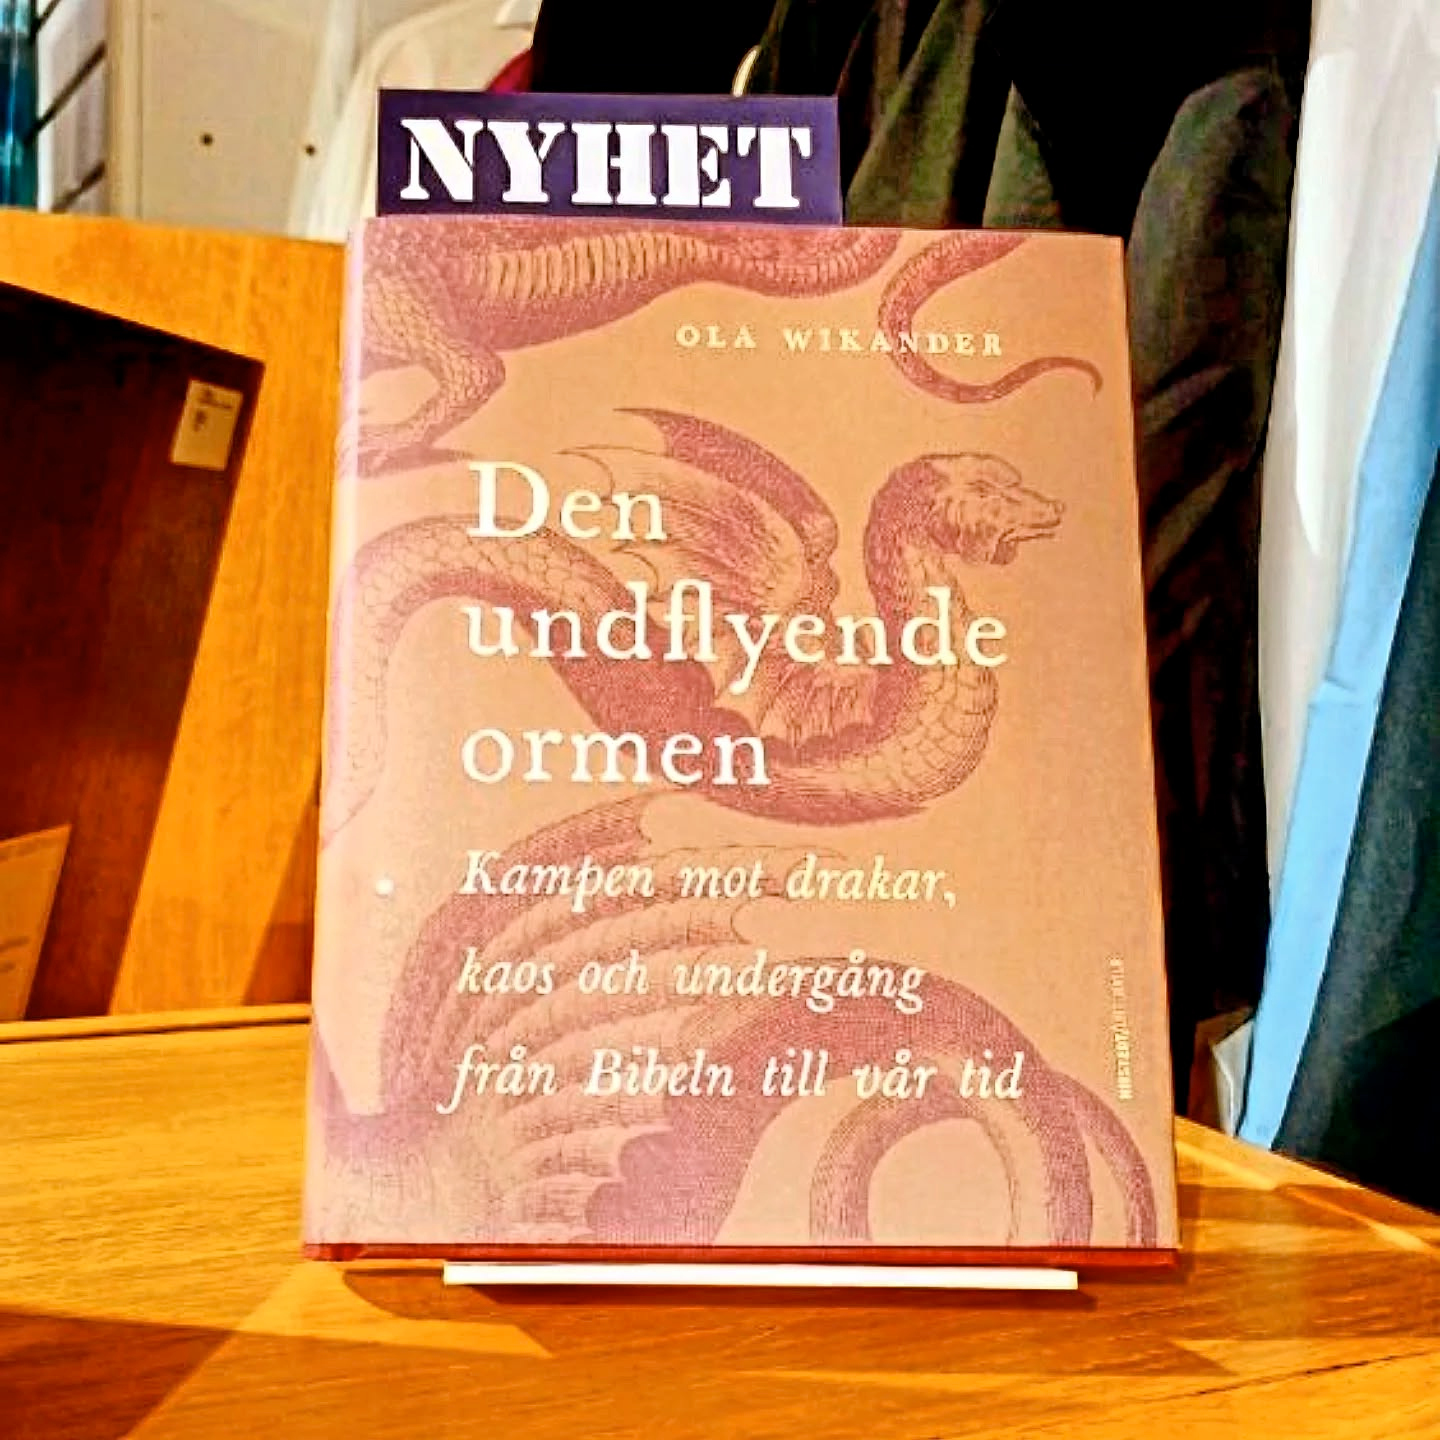 NYHET
OLA WIKANDER
Den
undflyende
ormen
Kampen mot drakar,
kaos och undergång
från Bibeln till vår tid